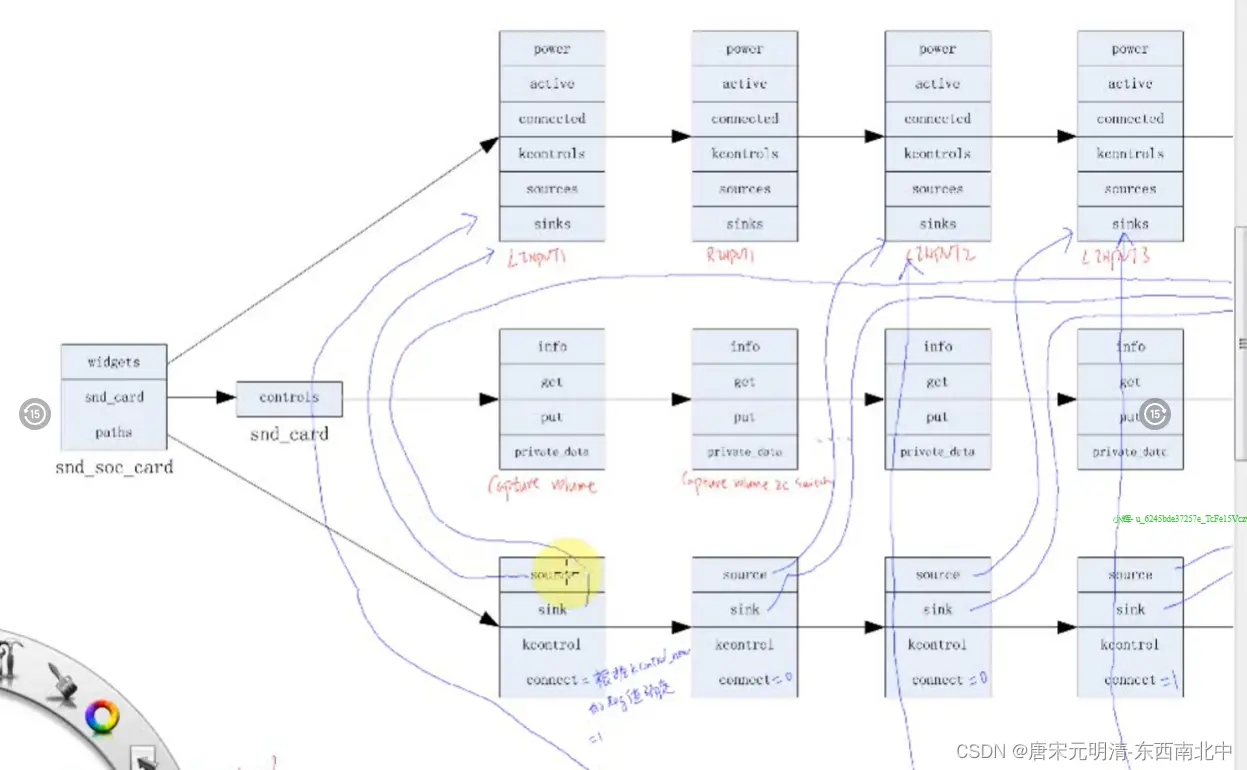 power
power
power
power
active
active
active
active
connected
connected
connected
connected
kcontrols
kcontrols
kcontrols
kcontrols
sources
sources
sources
sources
sinks
sinks
sinks
sinks
LINPUT1
RINPUT1
LINPUT2
LINPUT3
widgets
snd_card
paths
snd_soc_card
controls
snd_card
info
info
info
info
get
get
get
get
put
put
put
put
private_data
private_data
private_data
private_data
Capture volume
Capture volume ZC switch
15
15
source
source
source
source
sink
sink
sink
sink
kcontrol
kcontrol
kcontrol
kcontrol
connect = 根据kcontrol_new
的reg值确定
=1
connect =0
connect =0
connect =1
CSDN @唐宋元明清-东西南北中